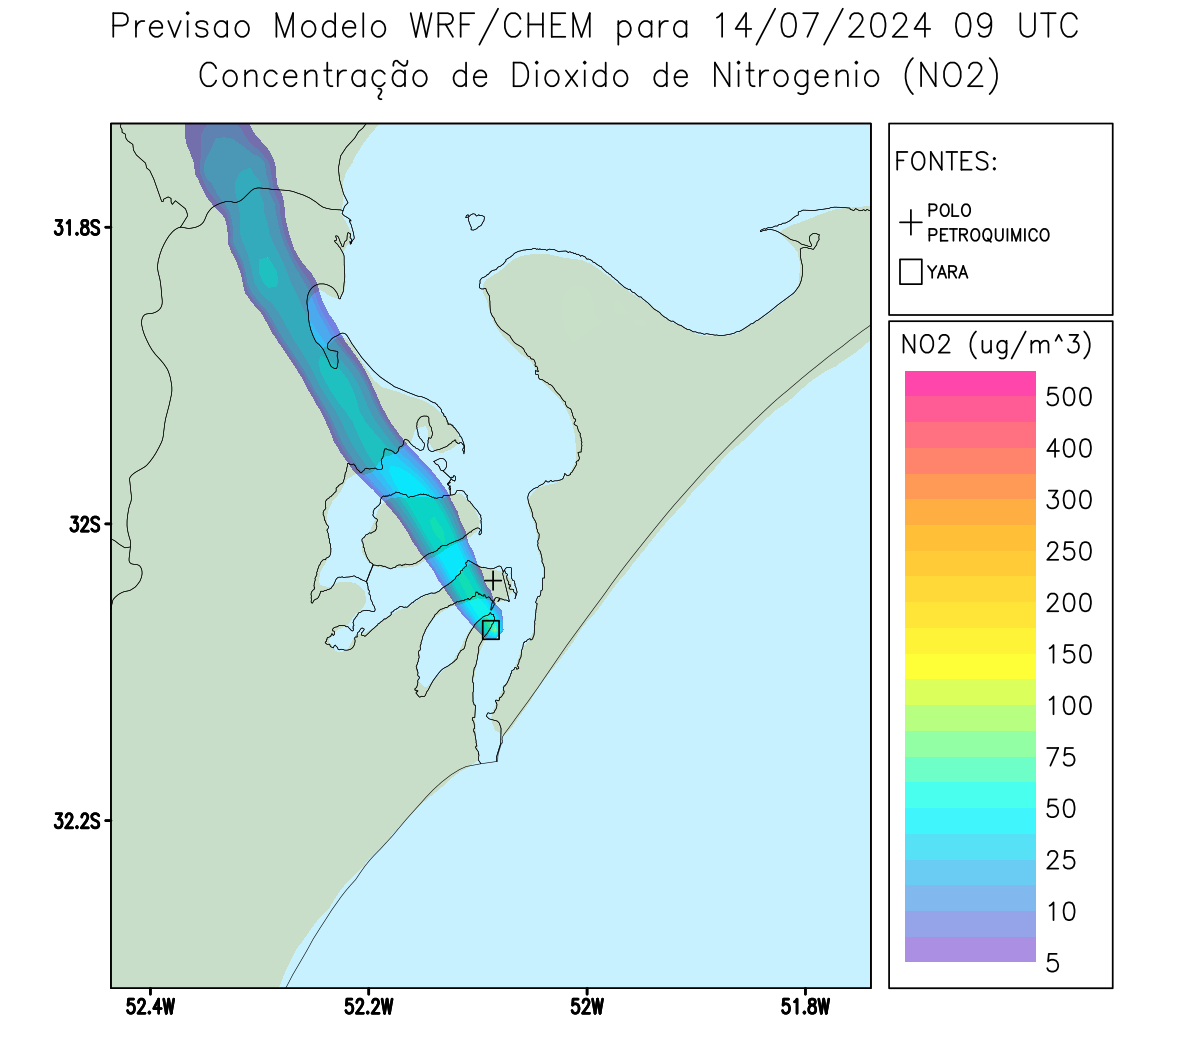 Previsao Modelo WRF/CHEM para 14/07/2024 09 UTC
Concentração de Dioxido de Nitrogenio (NO2)
FONTES:
POLO
PETROQUIMICO
YARA
31.8S
32S
32.2S
52.4W
52.2W
52W
51.8W
NO2 (ug/m^3)
500
400
300
250
200
150
100
75
50
25
10
5